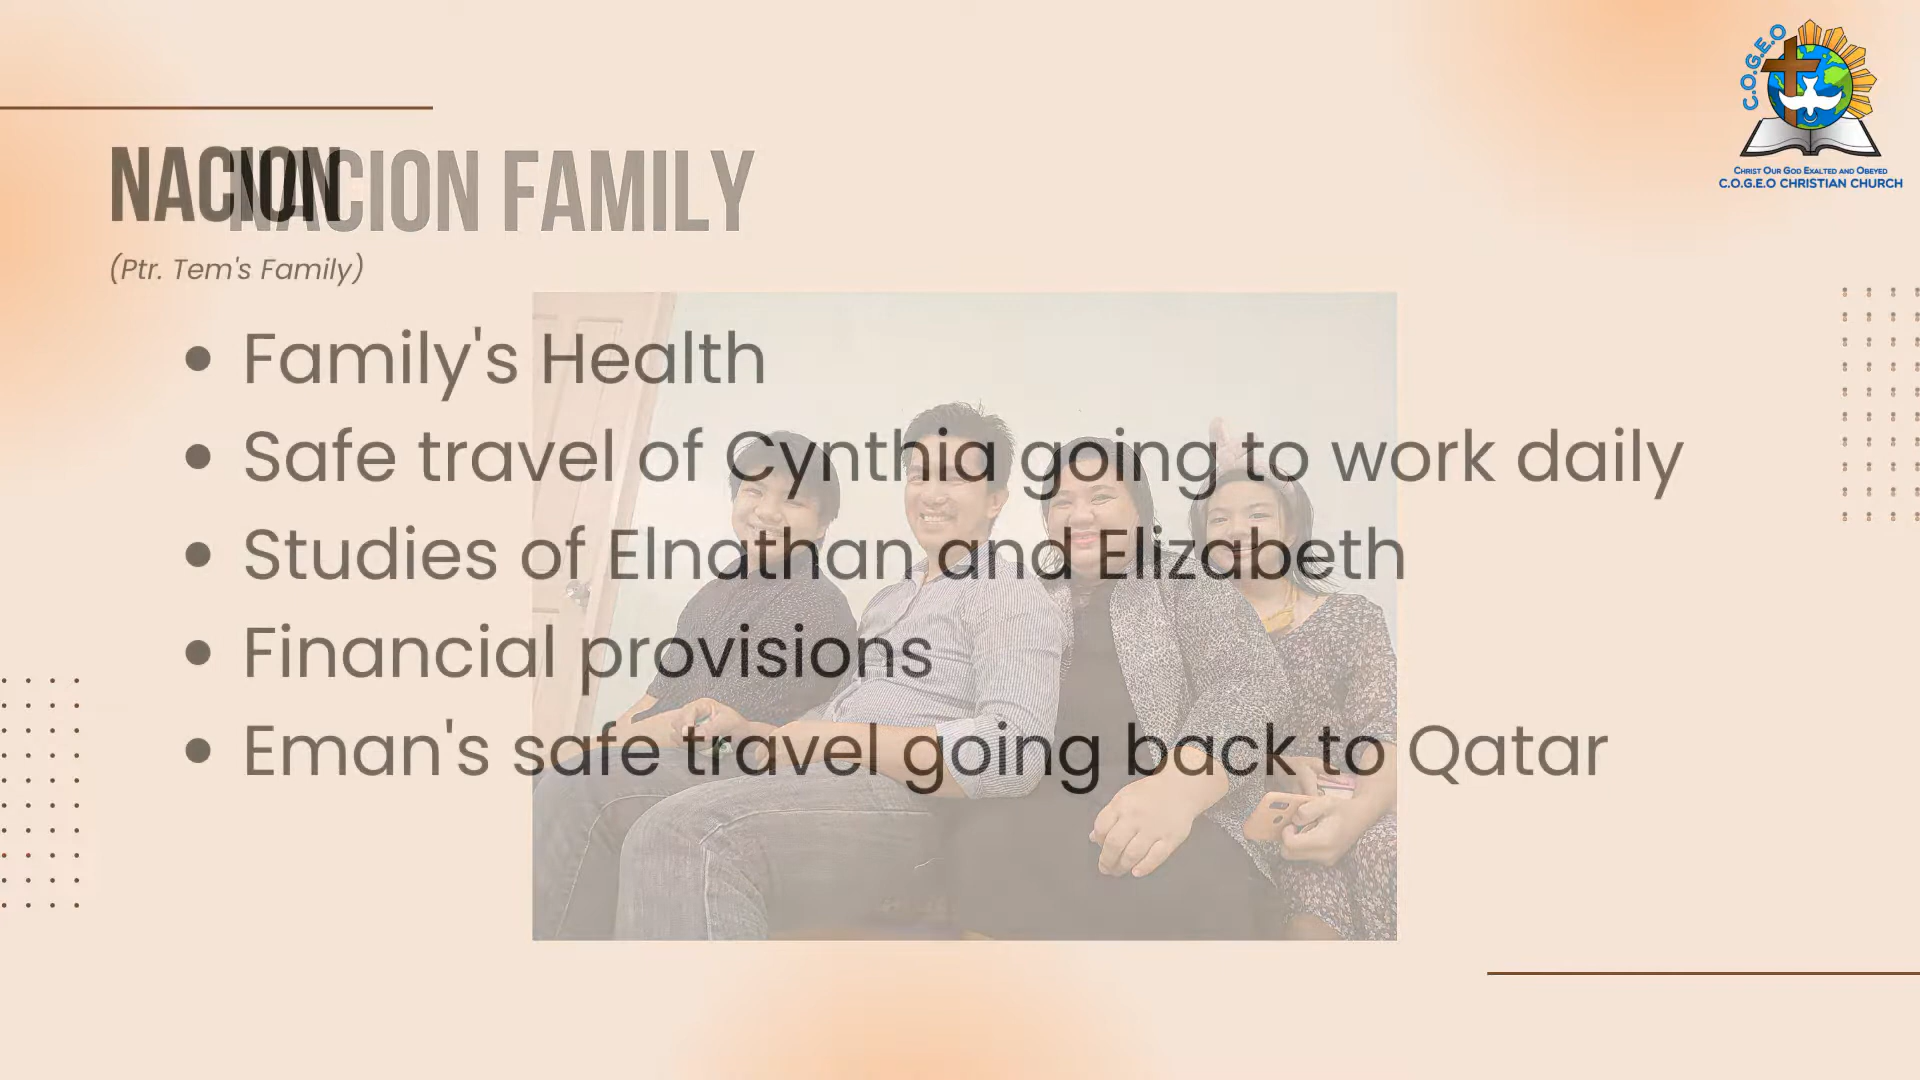 C.O.G.E.O
CHRIST OUR GOD EXALTED AND OBEYED
C.O.G.E.O CHRISTIAN CHURCH
NACION
NACION FAMILY
(Ptr. Tem's Family)
• Family's Health
• Safe travel of Cynthia going to work daily
• Studies of Elnathan and Elizabeth
• Financial provisions
• Eman's safe travel going back to Qatar